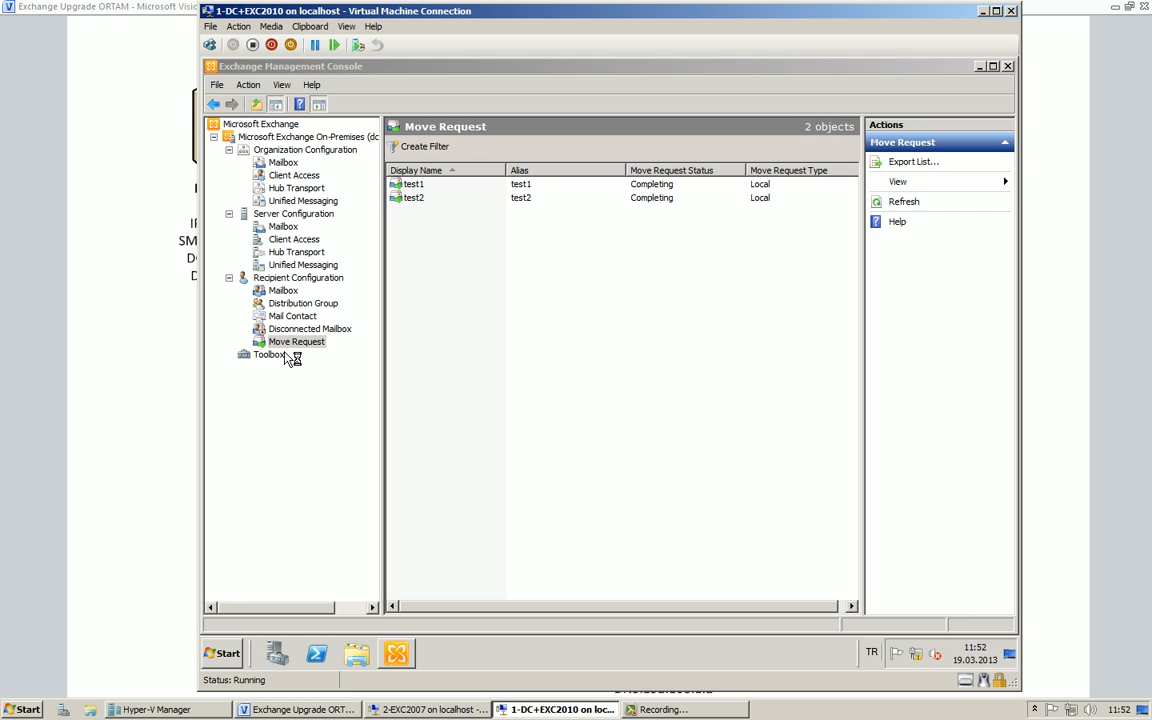 Exchange Upgrade ORTAM - Microsoft Visio
1-DC+EXC2010 on localhost - Virtual Machine Connection
File Action Media Clipboard View Help
Exchange Management Console
File Action View Help
Microsoft Exchange
Microsoft Exchange On-Premises (dc
Organization Configuration
Mailbox
Client Access
Hub Transport
Unified Messaging
Server Configuration
Mailbox
Client Access
Hub Transport
Unified Messaging
Recipient Configuration
Mailbox
Distribution Group
Mail Contact
Disconnected Mailbox
Move Request
Toolbox
Move Request 2 objects
Create Filter
Display Name Alias Move Request Status Move Request Type
test1 test1 Completing Local
test2 test2 Completing Local
Actions
Move Request
Export List...
View
Refresh
Help
SM
Start
TR
11:52
19.03.2013
Status: Running
Start Hyper-V Manager Exchange Upgrade ORT... 2-EXC2007 on localhost -... 1-DC+EXC2010 on loc... Recording... 11:52